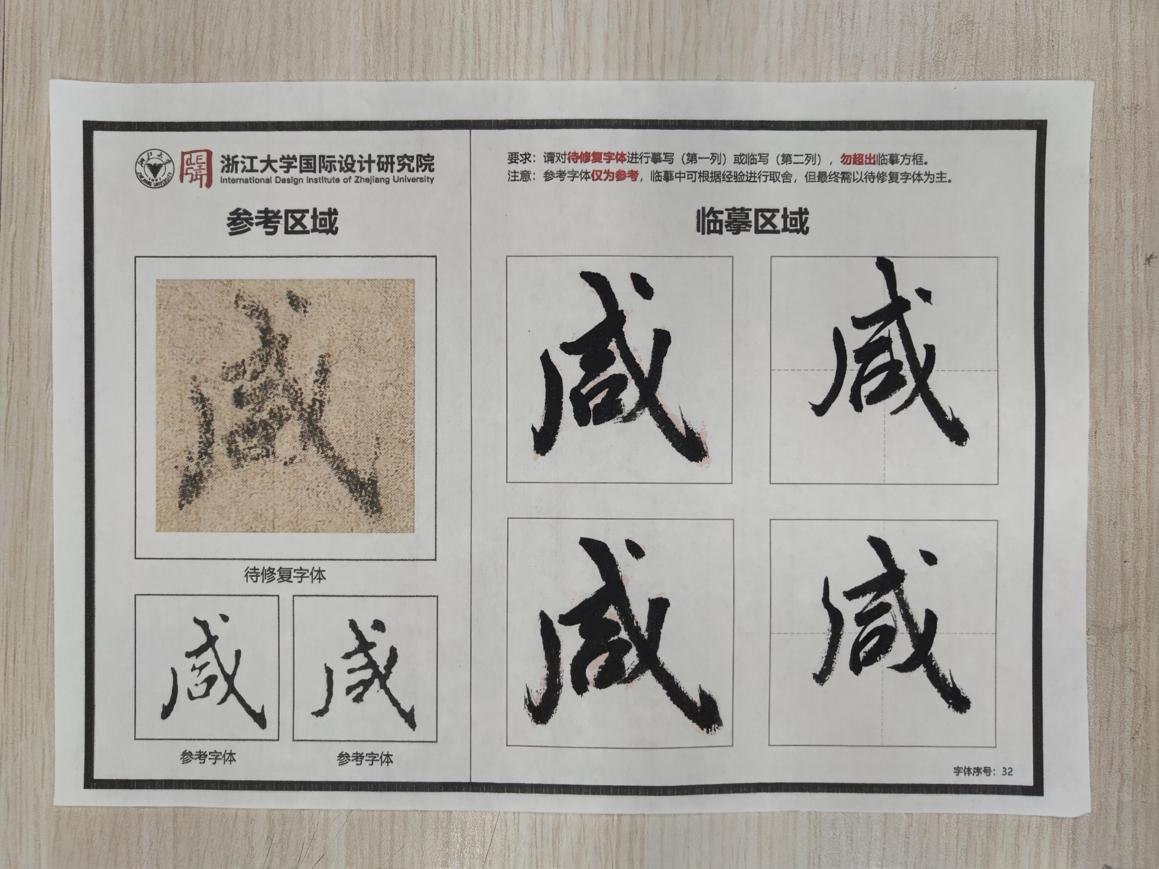 浙江大学国际设计研究院
International Design Institute of Zhejiang University
参考区域
咸
待修复字体
咸 咸
参考字体 参考字体
要求：请对待修复字体进行摹写（第一列）或临写（第二列），勿超出临摹方框。
注意：参考字体仅为参考，临摹中可根据经验进行取舍，但最终需以待修复字体为主。
临摹区域
咸 咸
咸 咸
字体序号：32